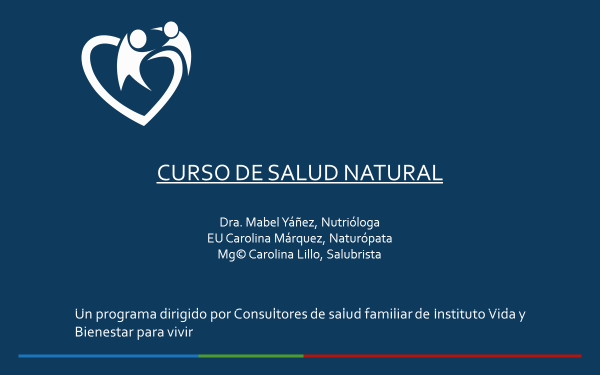 CURSO DE SALUD NATURAL
Dra. Mabel Yáñez, Nutrióloga
EU Carolina Márquez, Naturópata
Mg© Carolina Lillo, Salubrista
Un programa dirigido por Consultores de salud familiar de Instituto Vida y
Bienestar para vivir